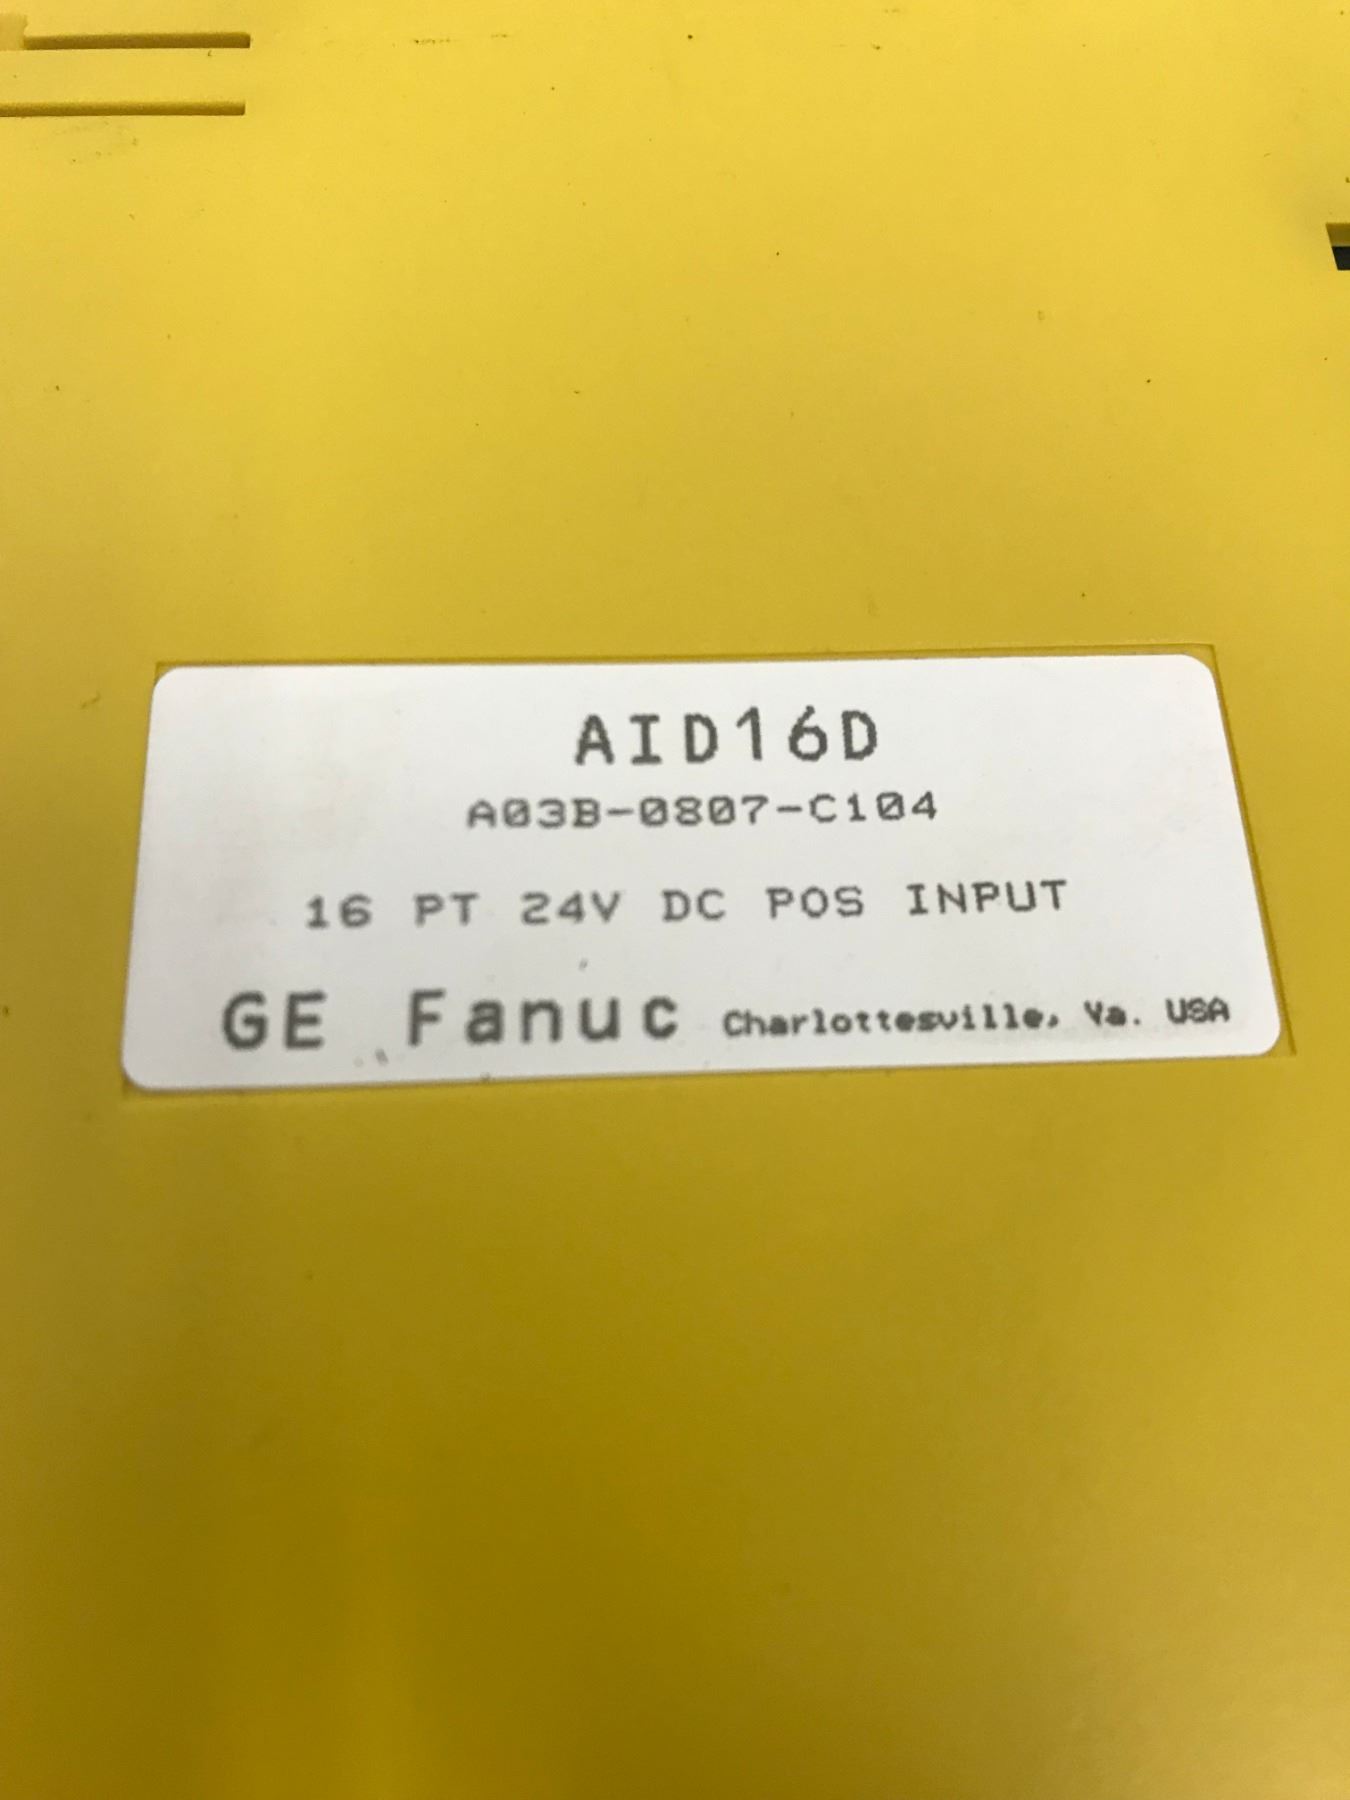 AID16D
A03B-0807-C104
16 PT 24V DC POS INPUT
GE Fanuc Charlottesville, Va. USA